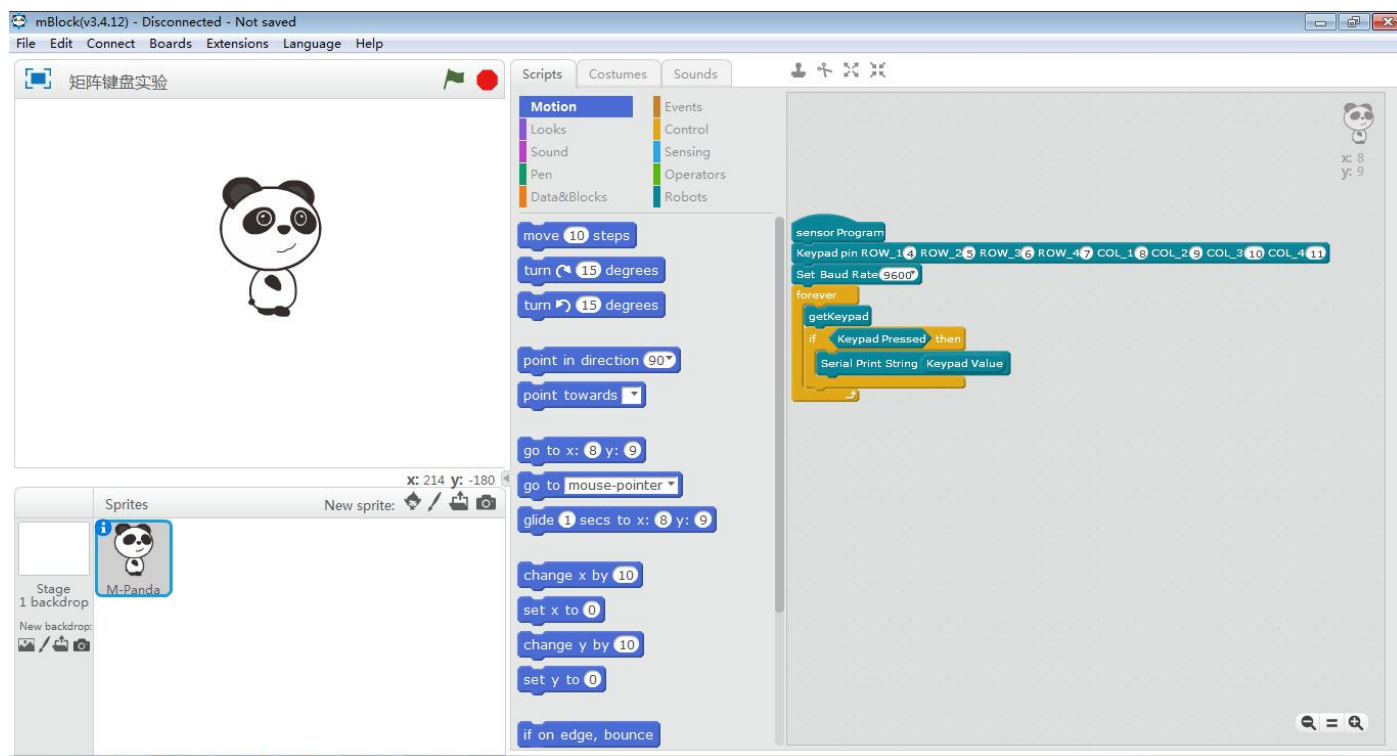 mBlock(v3.4.12) - Disconnected - Not saved
File Edit Connect Boards Extensions Language Help
矩阵键盘实验
X: 214 y: -180
Sprites
New sprite:
Stage
1 backdrop
New backdrop:
M-Panda
Scripts Costumes Sounds
Motion Events
Looks Control
Sound Sensing
Pen Operators
Data&Blocks Robots
move 10 steps
turn 15 degrees
turn 15 degrees
point in direction 90
point towards
go to x: 8 y: 9
go to mouse-pointer
glide 1 secs to x: 8 y: 9
change x by 10
set x to 0
change y by 10
set y to 0
if on edge, bounce
x: 8
y: 9
sensor Program
Keypad pin ROW_1 4 ROW_2 5 ROW_3 6 ROW_4 7 COL_1 8 COL_2 9 COL_3 10 COL_4 11
Set Baud Rate 9600
forever
getKeypad
if Keypad Pressed then
Serial Print String Keypad Value